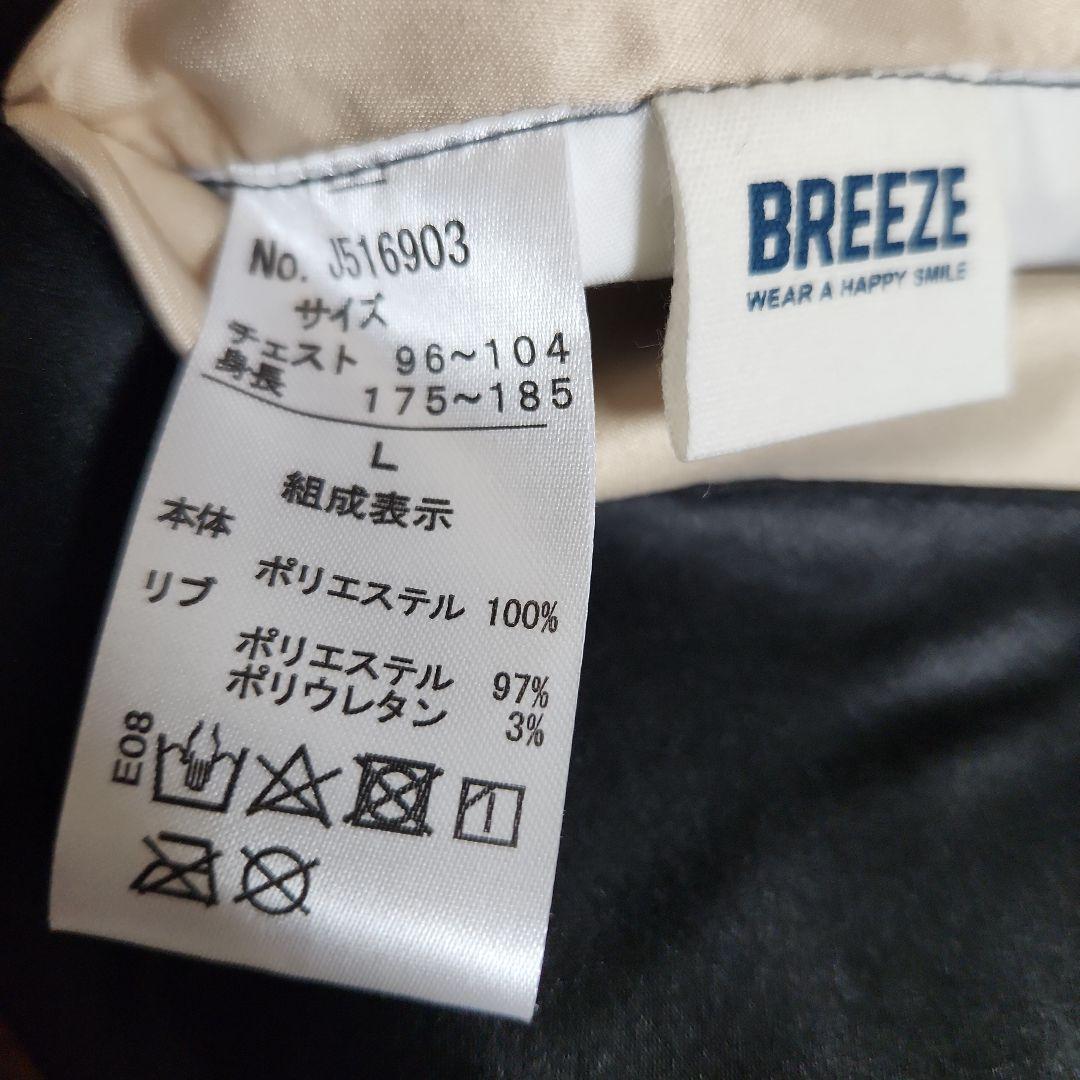 No. J516903
サイズ
チェスト 96~104
身長 175~185
L
組成表示
本体
ポリエステル 100%
リブ
ポリエステル 97%
ポリウレタン 3%
E08
BREEZE
WEAR A HAPPY SMILE